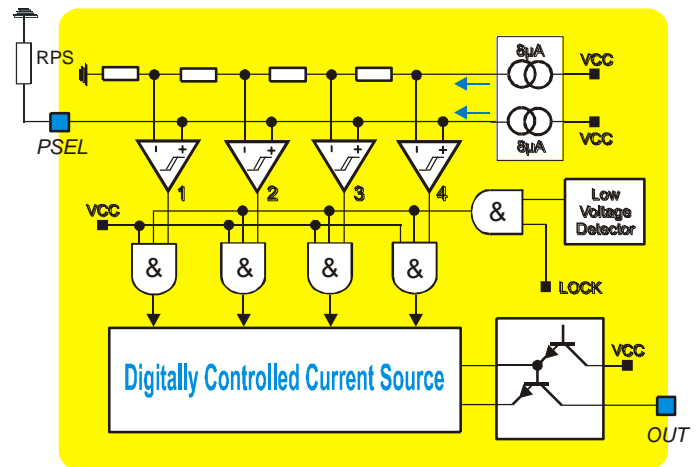 8µA
VCC
RPS
VCC
8µA
PSEL
- +
- +
- +
- +
1
2
3
4
VCC
&
Low
Voltage
Detector
&
&
&
&
LOCK
Digitally Controlled Current Source
VCC
OUT